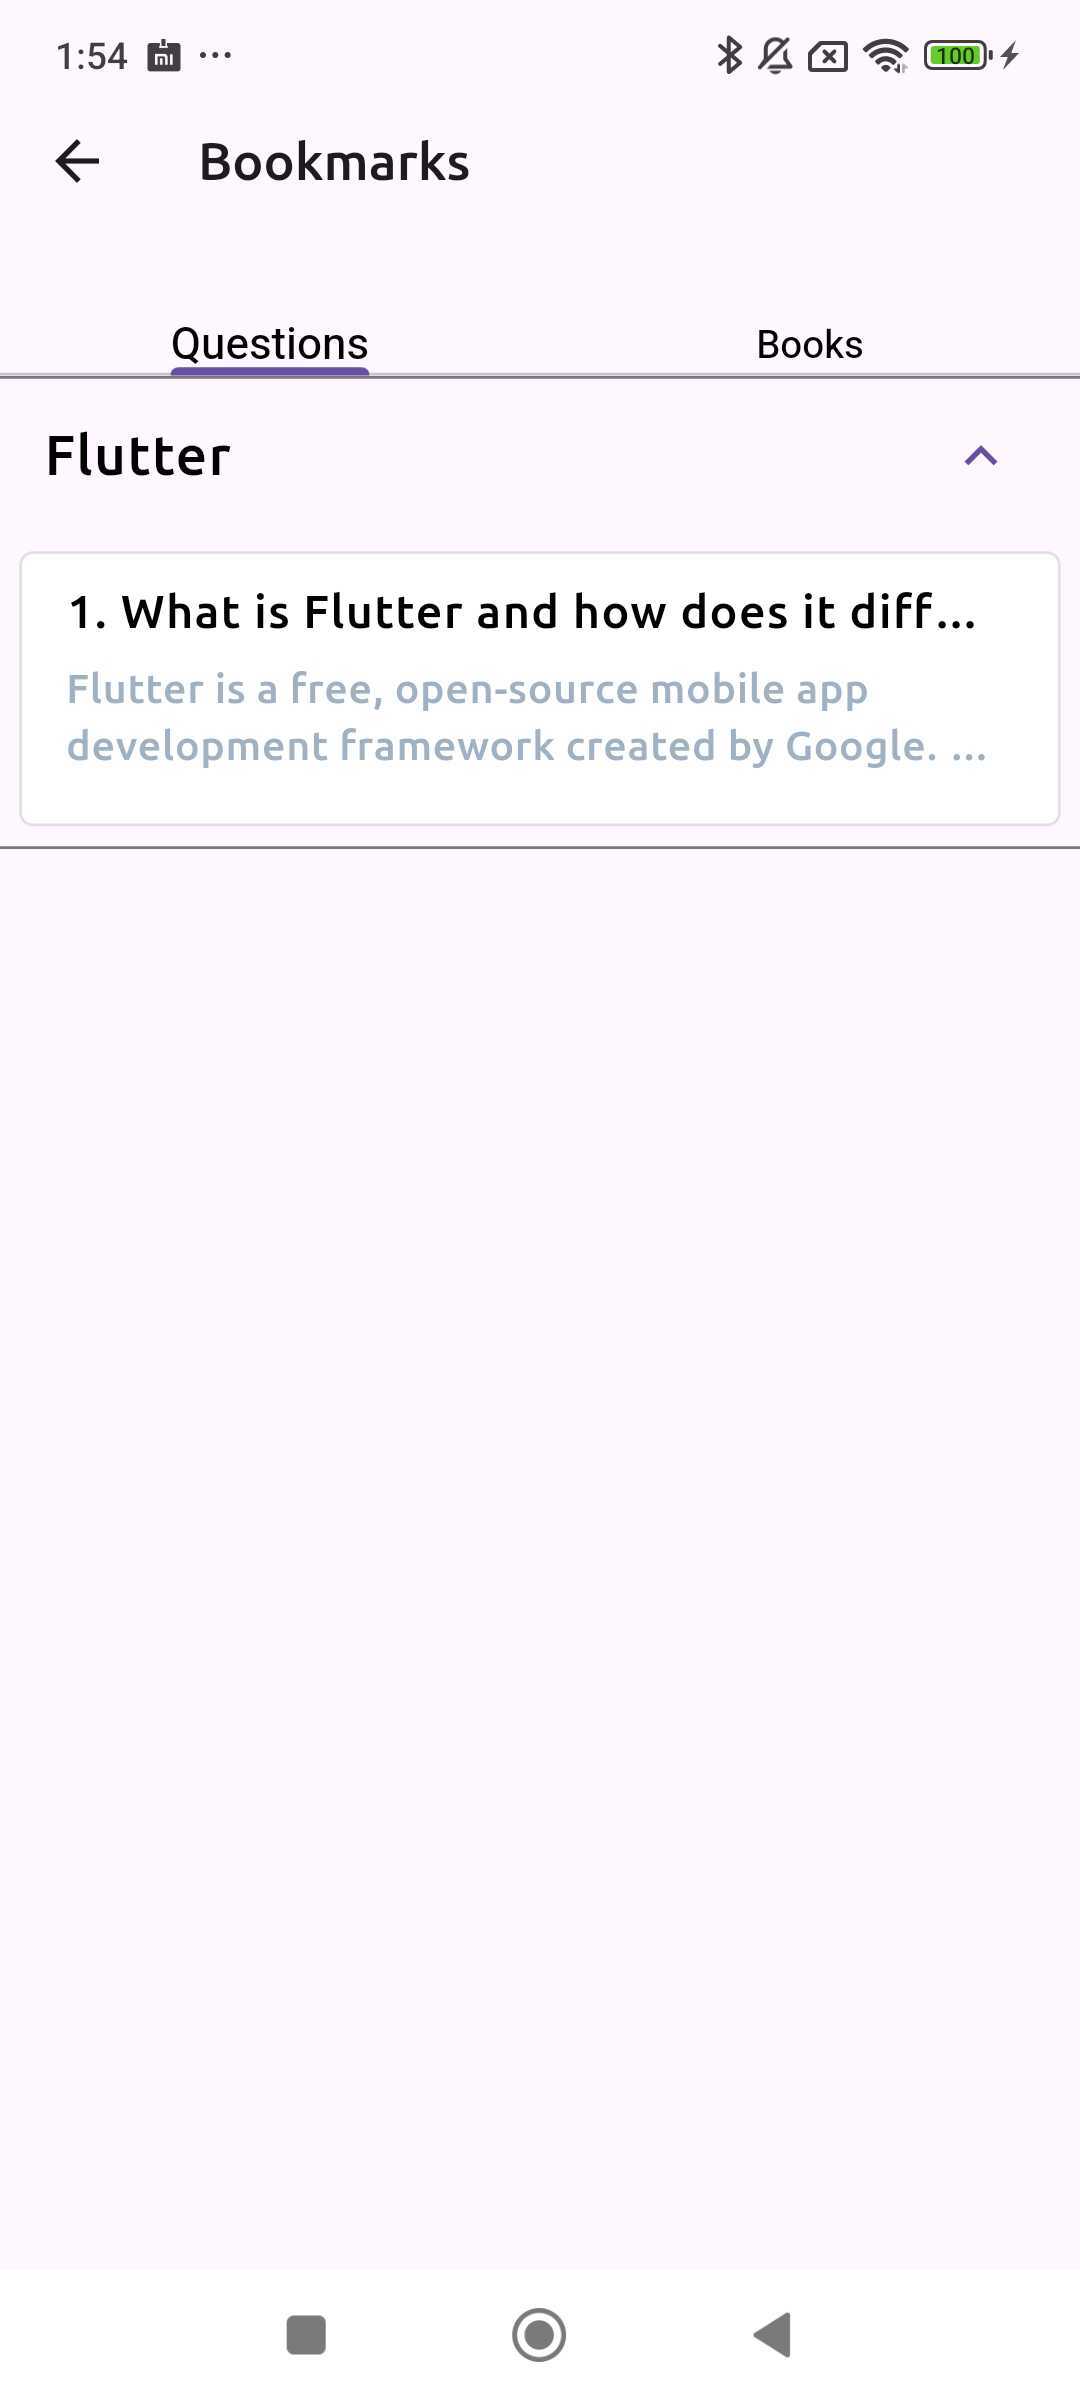 1:54 ...
100
Bookmarks
Questions
Books
Flutter
1. What is Flutter and how does it diff...
Flutter is a free, open-source mobile app
development framework created by Google. ...